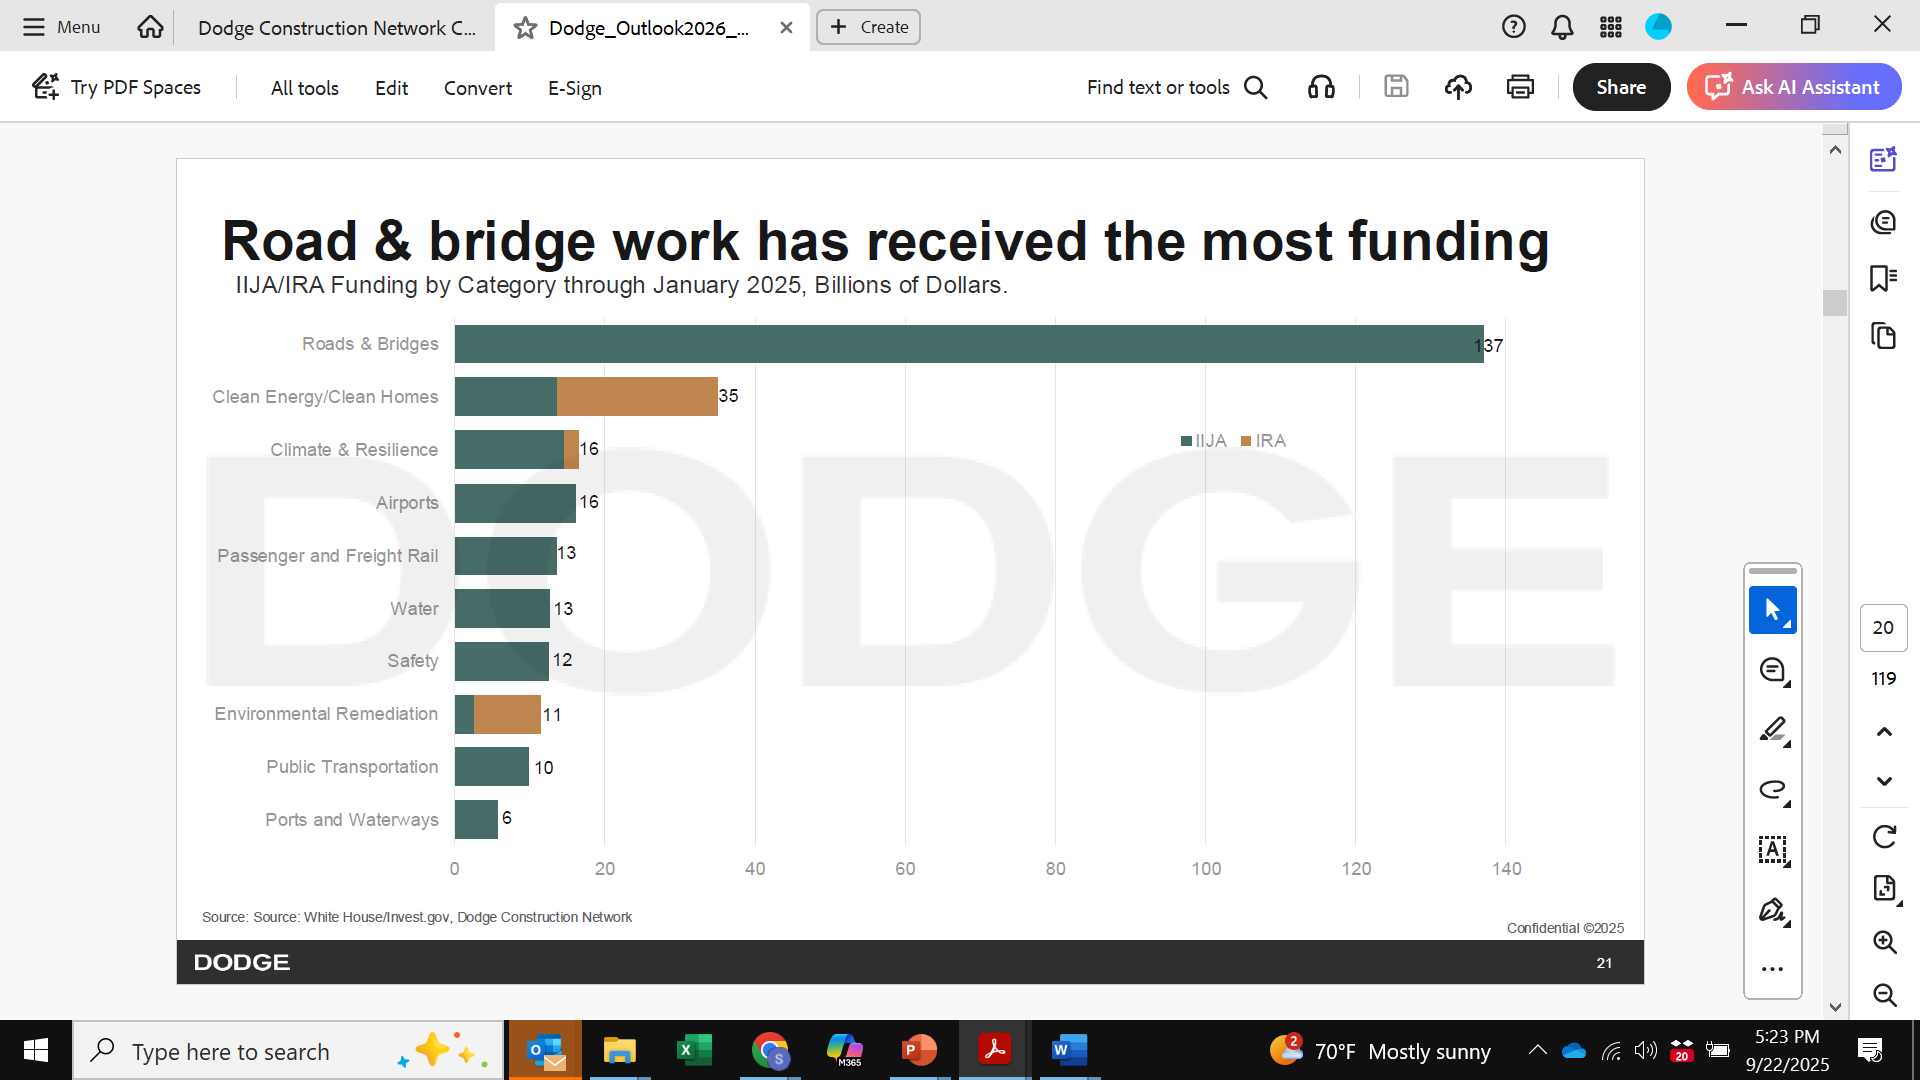 Menu
Dodge Construction Network C...
Dodge_Outlook2026_...
Create
Try PDF Spaces
All tools
Edit
Convert
E-Sign
Find text or tools
Share
Ask AI Assistant
Road & bridge work has received the most funding
IIJA/IRA Funding by Category through January 2025, Billions of Dollars.
Roads & Bridges 137
Clean Energy/Clean Homes 35
IIJA IRA
Climate & Resilience 16
Airports 16
Passenger and Freight Rail 13
Water 13
Safety 12
Environmental Remediation 11
Public Transportation 10
Ports and Waterways 6
0 20 40 60 80 100 120 140
DODGE
Source: Source: White House/Invest.gov, Dodge Construction Network
Confidential ©2025
DODGE
21
20
119
Type here to search
M365
2
70°F Mostly sunny
20
5:23 PM
9/22/2025